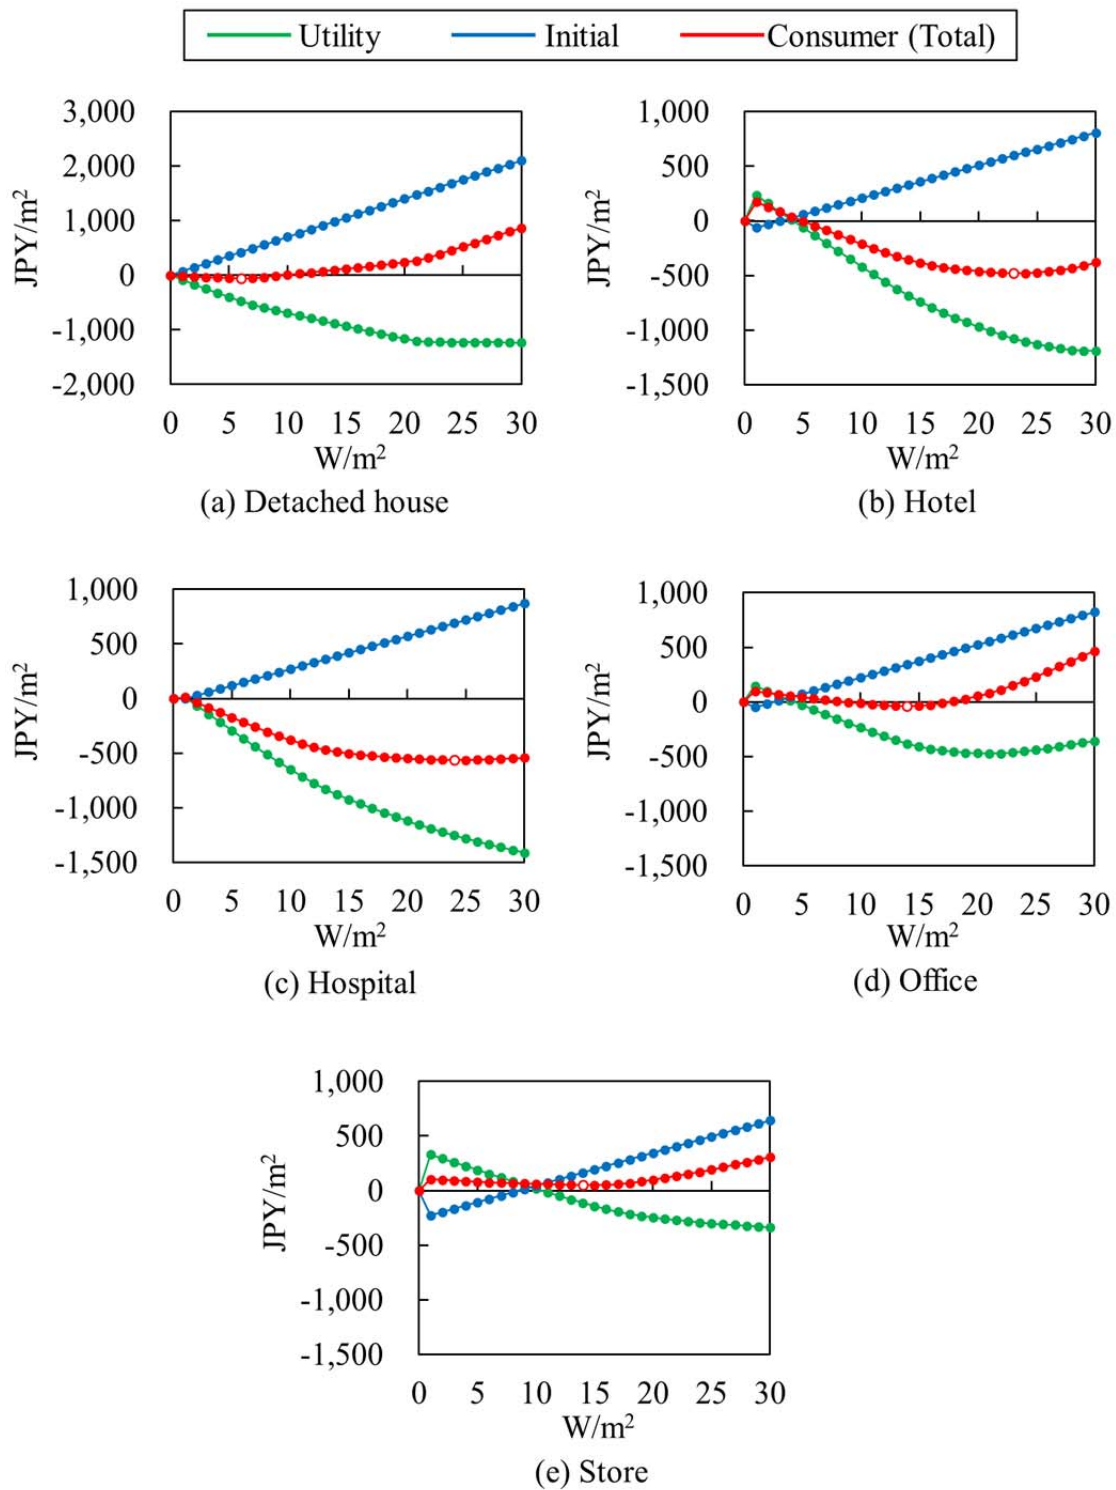 Utility Initial Consumer (Total)
3,000
2,000
1,000
0
-1,000
-2,000
JPY/m²
0 5 10 15 20 25 30
W/m²
(a) Detached house
1,000
500
0
-500
-1,000
-1,500
JPY/m²
0 5 10 15 20 25 30
W/m²
(b) Hotel
1,000
500
0
-500
-1,000
-1,500
JPY/m²
0 5 10 15 20 25 30
W/m²
(c) Hospital
1,000
500
0
-500
-1,000
-1,500
JPY/m²
0 5 10 15 20 25 30
W/m²
(d) Office
1,000
500
0
-500
-1,000
-1,500
JPY/m²
0 5 10 15 20 25 30
W/m²
(e) Store